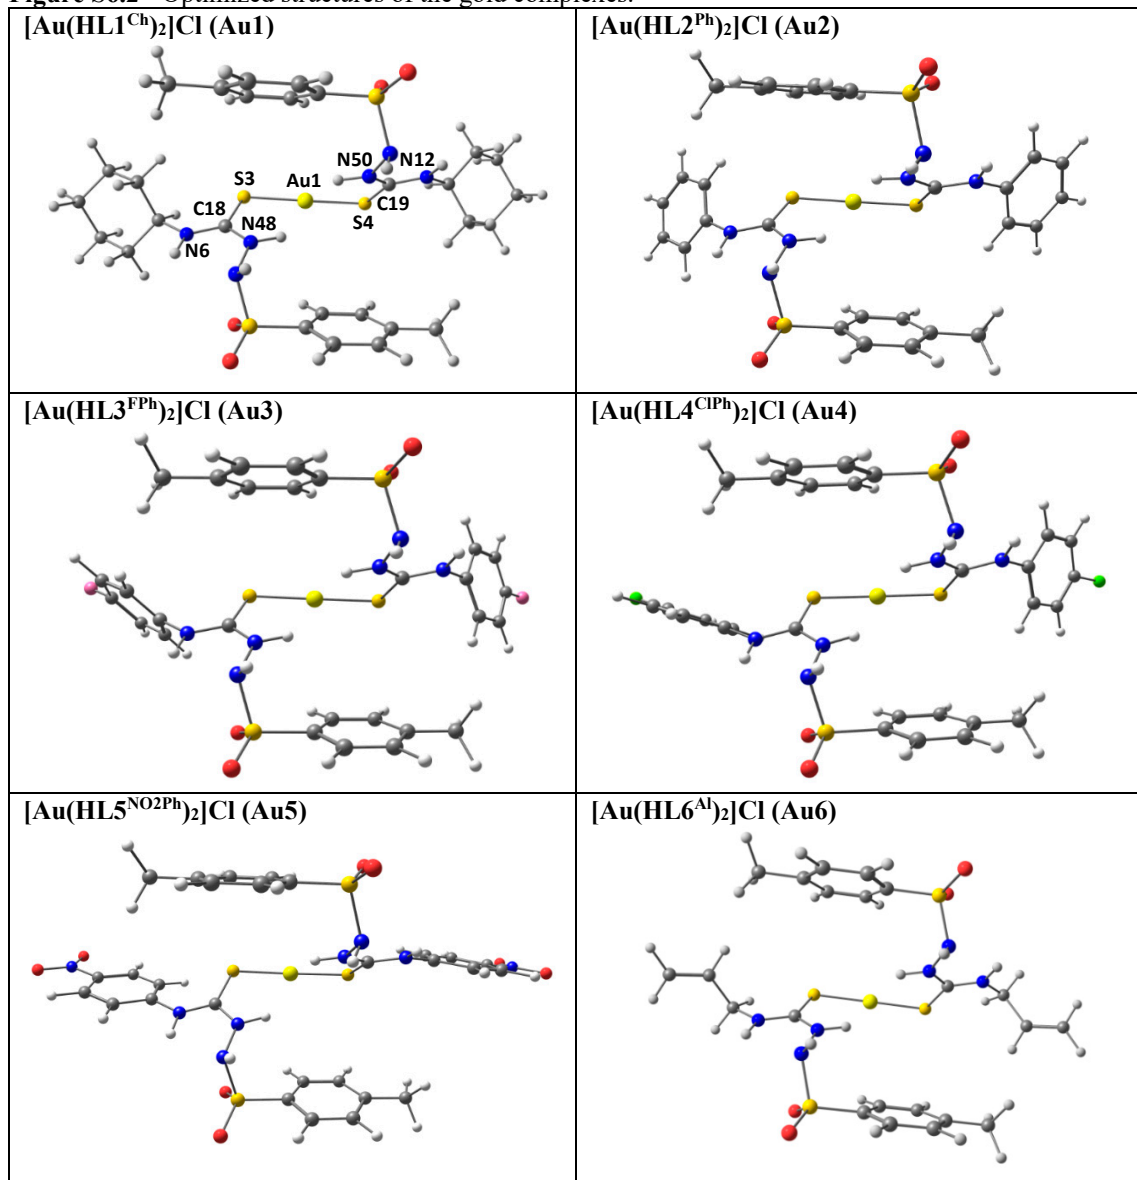 Figure S6.2 - Optimized structures of the gold complexes.
[Au(HL1Ch)2]Cl (Au1)
[Au(HL2Ph)2]Cl (Au2)
N50
N12
S3
Au1
C18
C19
N48
S4
N6
[Au(HL3FPh)2]Cl (Au3)
[Au(HL4ClPh)2]Cl (Au4)
[Au(HL5NO2Ph)2]Cl (Au5)
[Au(HL6Al)2]Cl (Au6)